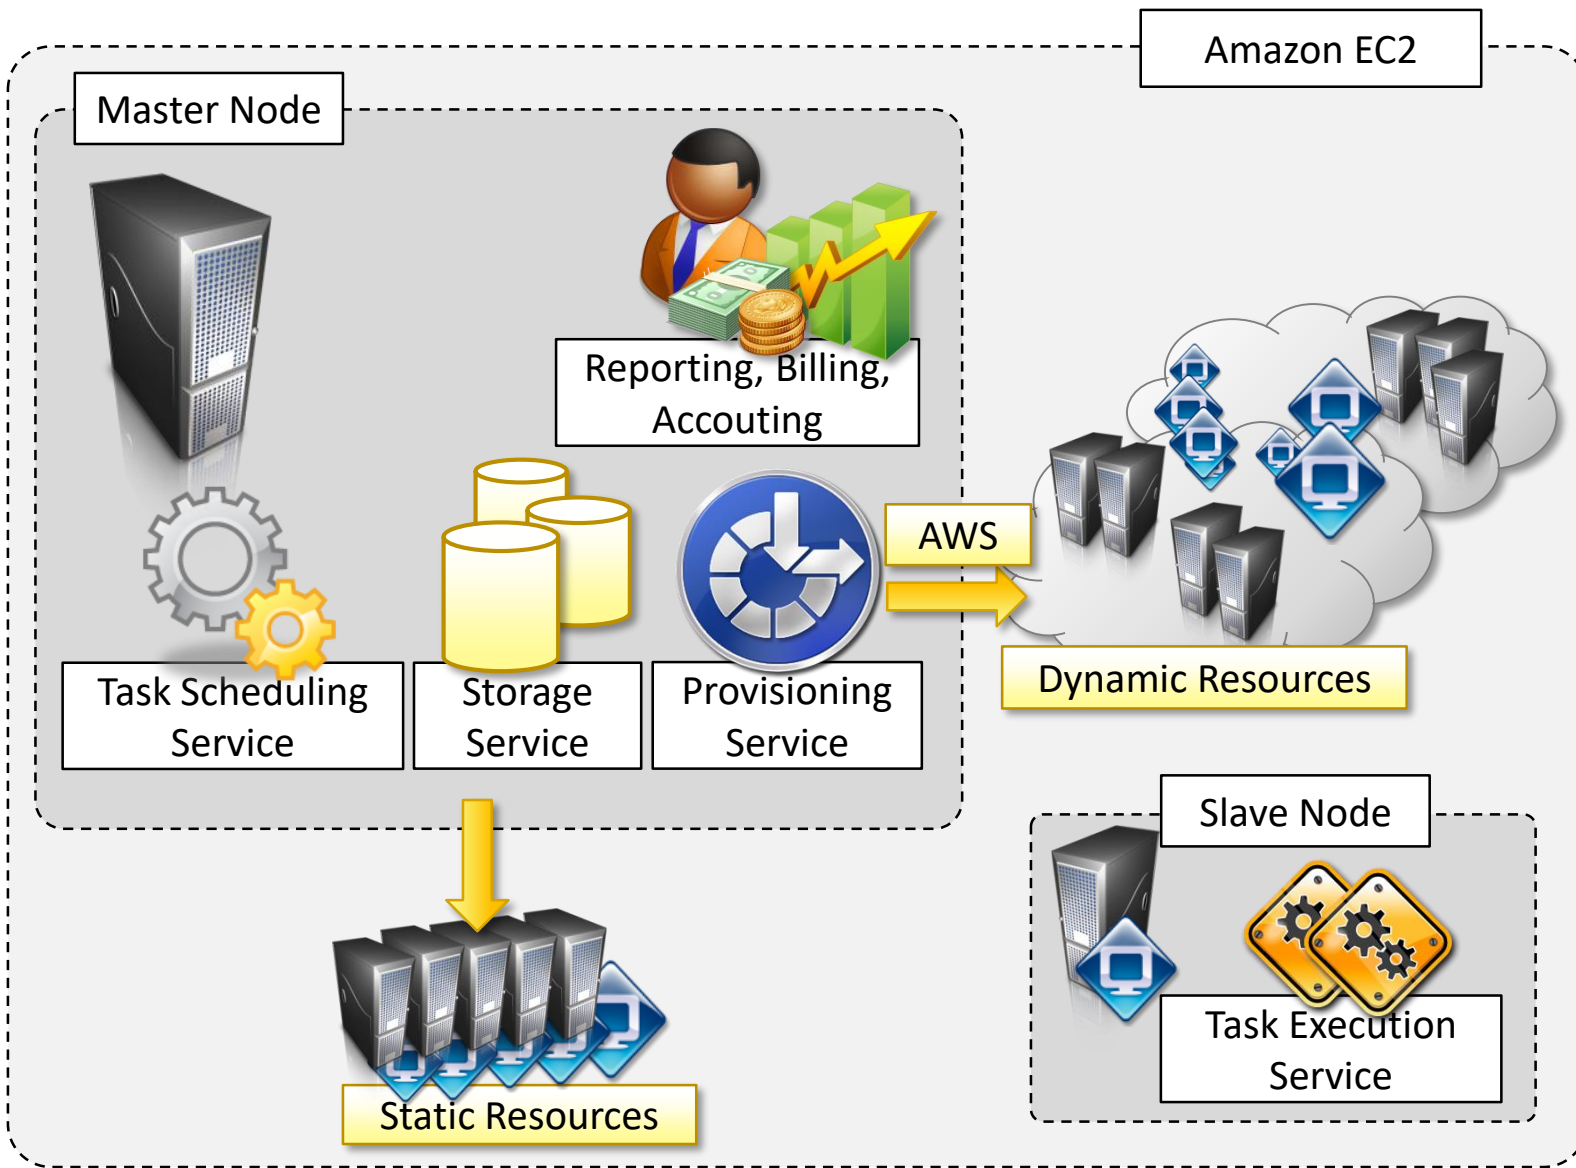 Amazon EC2
Master Node
Reporting, Billing,
Accouting
AWS
Task Scheduling
Service
Storage
Service
Provisioning
Service
Dynamic Resources
Slave Node
Task Execution
Service
Static Resources